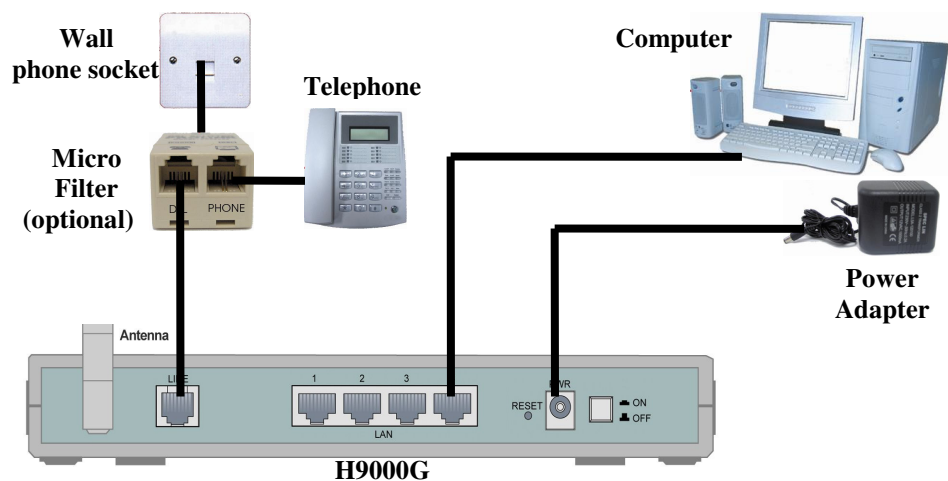 Wall
phone socket
Computer
Telephone
Micro
Filter
(optional)
PHONE
Power
Adapter
Antenna
1 2 3
RESET
PWR
ON
OFF
LAN
H9000G